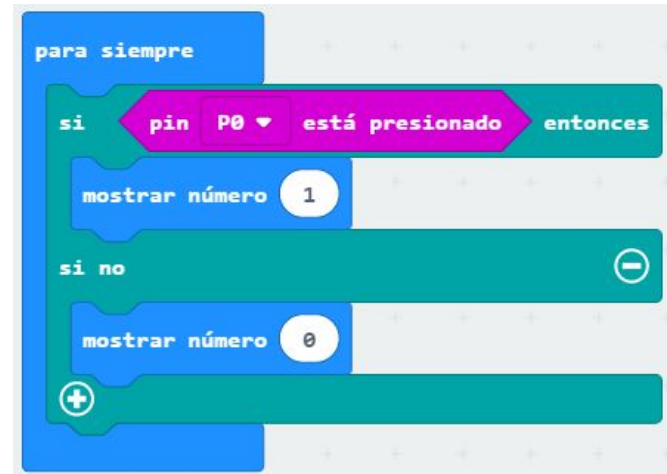 para siempre
si pin P0 está presionado entonces
mostrar número 1
si no
mostrar número 0